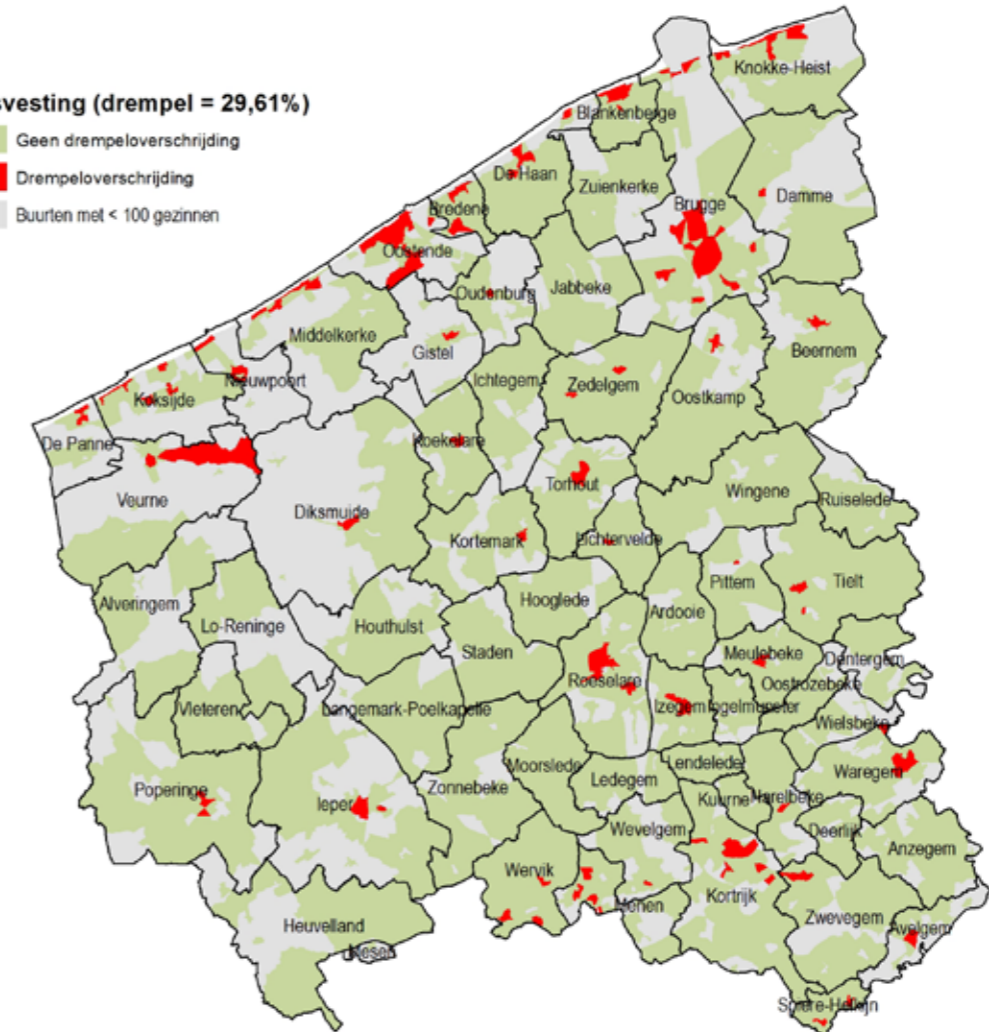 svesting (drempel = 29,61%)
Geen drempeloverschrijding
Drempeloverschrijding
Buurten met < 100 gezinnen
Knokke-Heist
Blankenberge
De Haan
Zuienkerke
Damme
Brugge
Bredene
Oostende
Oudenburg
Jabbeke
Middelkerke
Gistel
Beernem
Nieuwpoort
Ichtegem
Zedelgem
Oostkamp
Koksijde
De Panne
Koekelare
Veurne
Torhout
Wingene
Ruiselede
Diksmuide
Kortemark
Lichtervelde
Pittem
Tielt
Alveringem
Hooglede
Ardooie
Lo-Reninge
Houthulst
Staden
Meulebeke
Dentergem
Roeselare
Oostrozebeke
Vleteren
Langemark-Poelkapelle
Izegem
Ingelmunster
Wielsbeke
Moorslede
Lendelede
Waregem
Poperinge
Zonnebeke
Ledegem
Ieper
Kuurne
Harelbeke
Wevelgem
Deerlijk
Anzegem
Wervik
Kortrijk
Menen
Zwevegem
Heuvelland
Avelgem
Mesen
Spiere-Helkijn